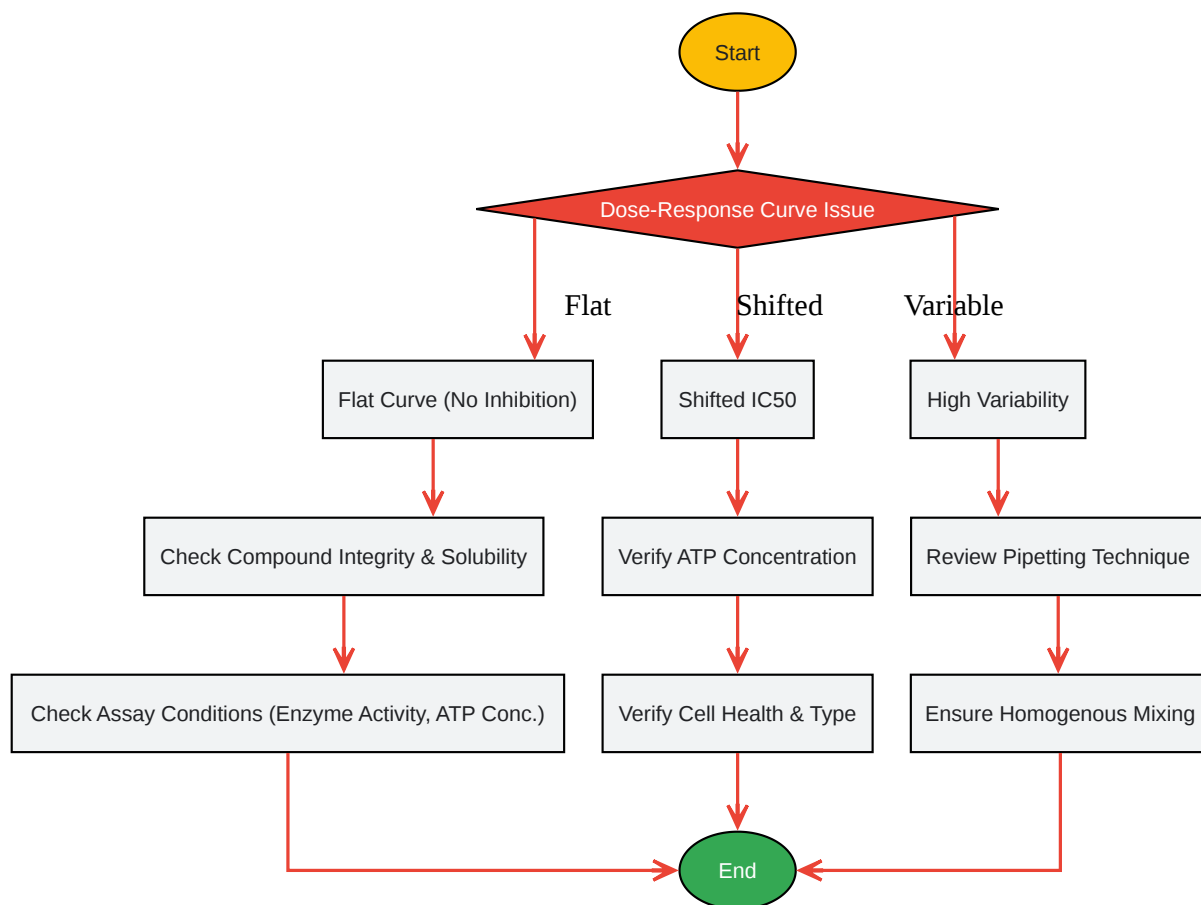 Start
Dose-Response Curve Issue
Flat
Shifted
Variable
Flat Curve (No Inhibition)
Shifted IC50
High Variability
Check Compound Integrity & Solubility
Verify ATP Concentration
Review Pipetting Technique
Check Assay Conditions (Enzyme Activity, ATP Conc.)
Verify Cell Health & Type
Ensure Homogenous Mixing
End